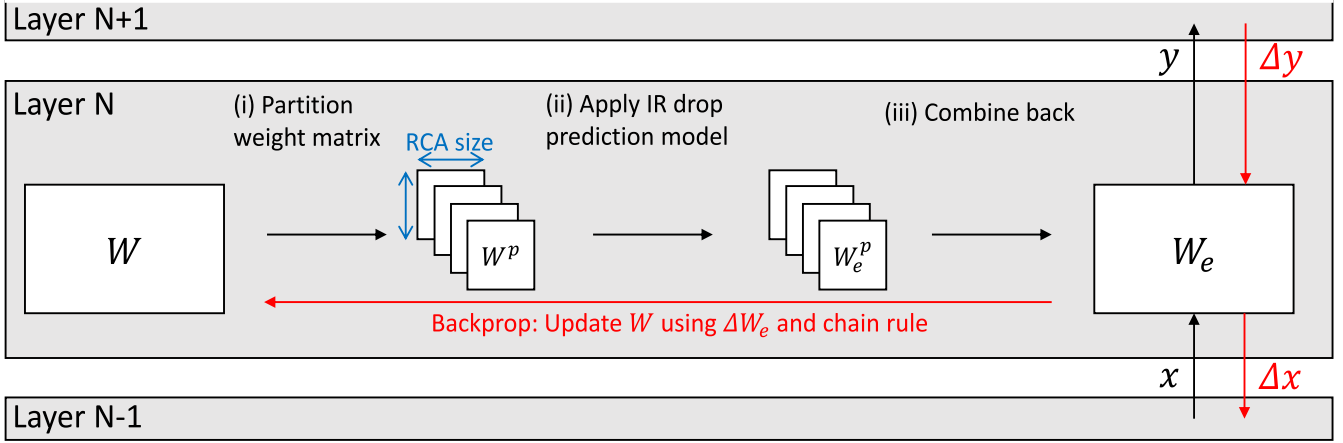 Layer N+1
y
Δy
Layer N
(i) Partition
weight matrix
(ii) Apply IR drop
prediction model
(iii) Combine back
RCA size
W
W^p
W_e^p
W_e
Backprop: Update W using ΔW_e and chain rule
x
Δx
Layer N-1